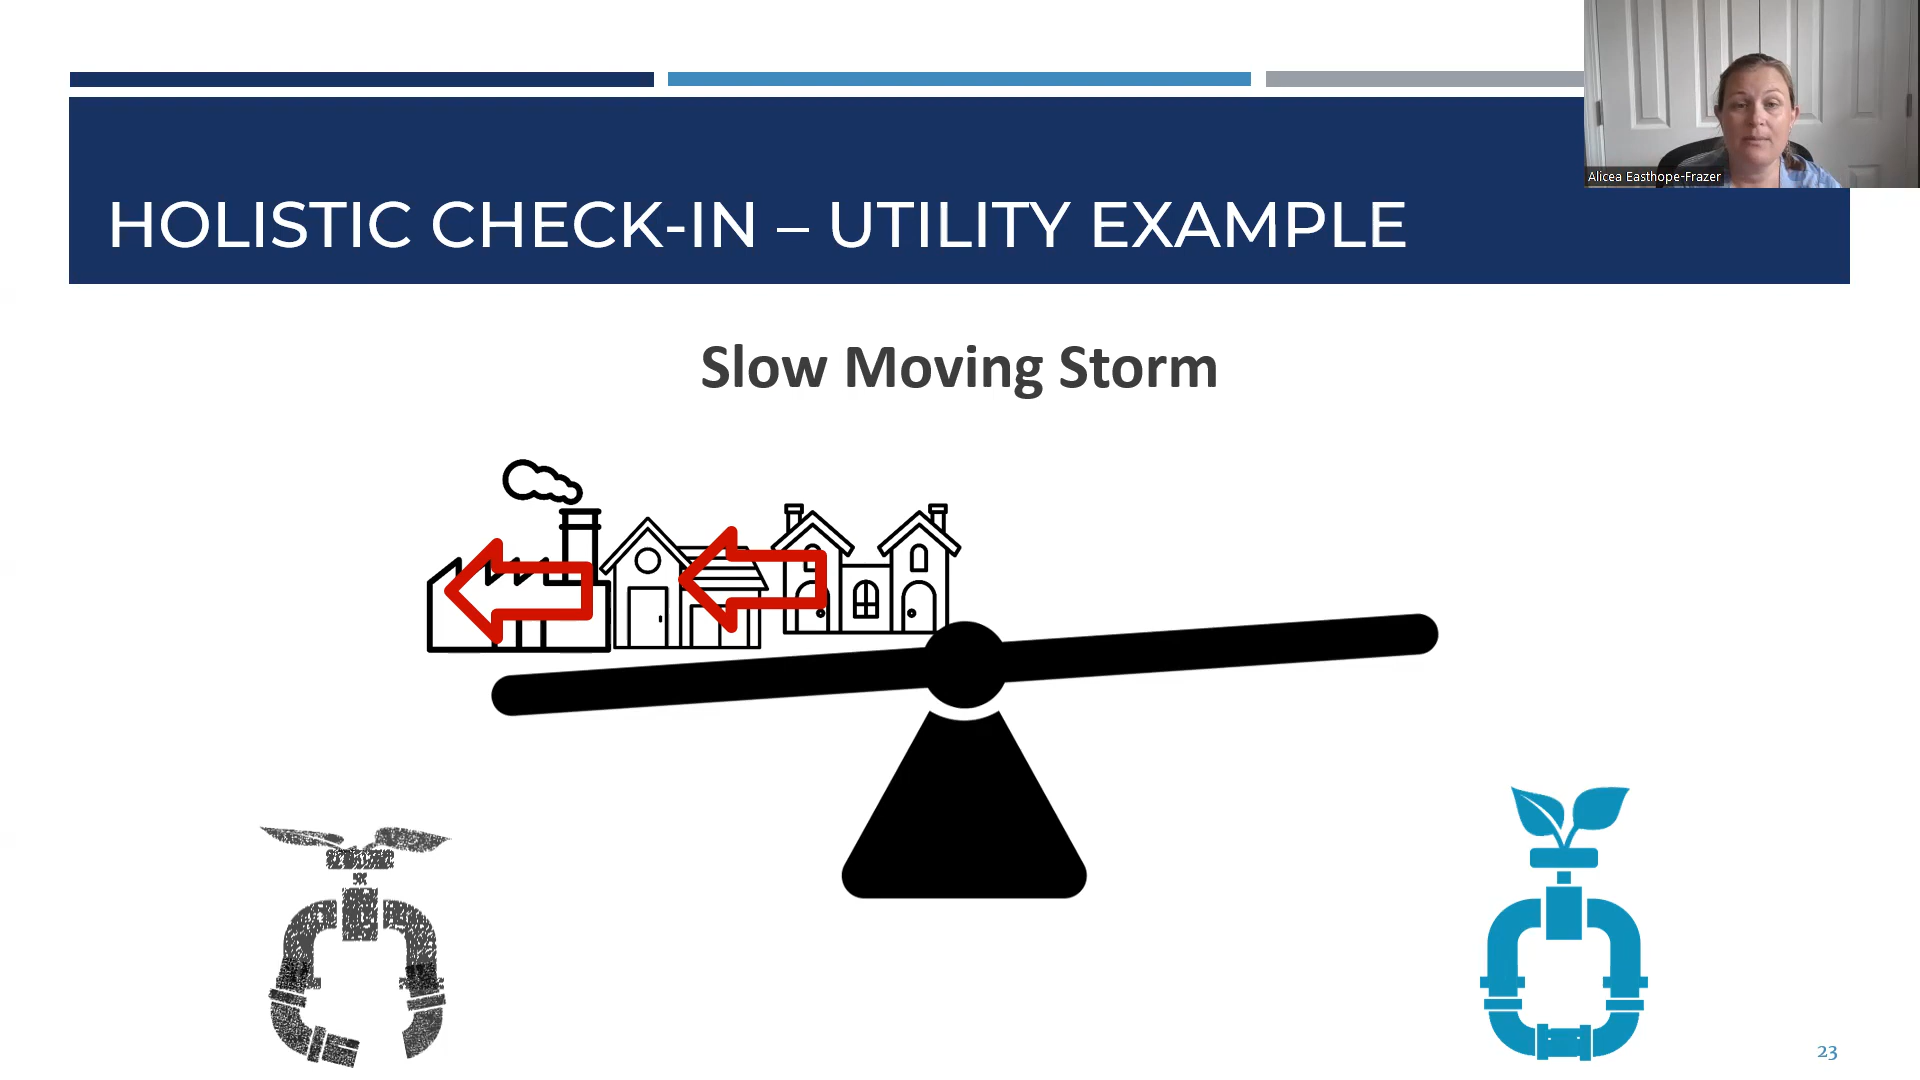 Alicea Easthope-Frazer
HOLISTIC CHECK-IN – UTILITY EXAMPLE
Slow Moving Storm
23